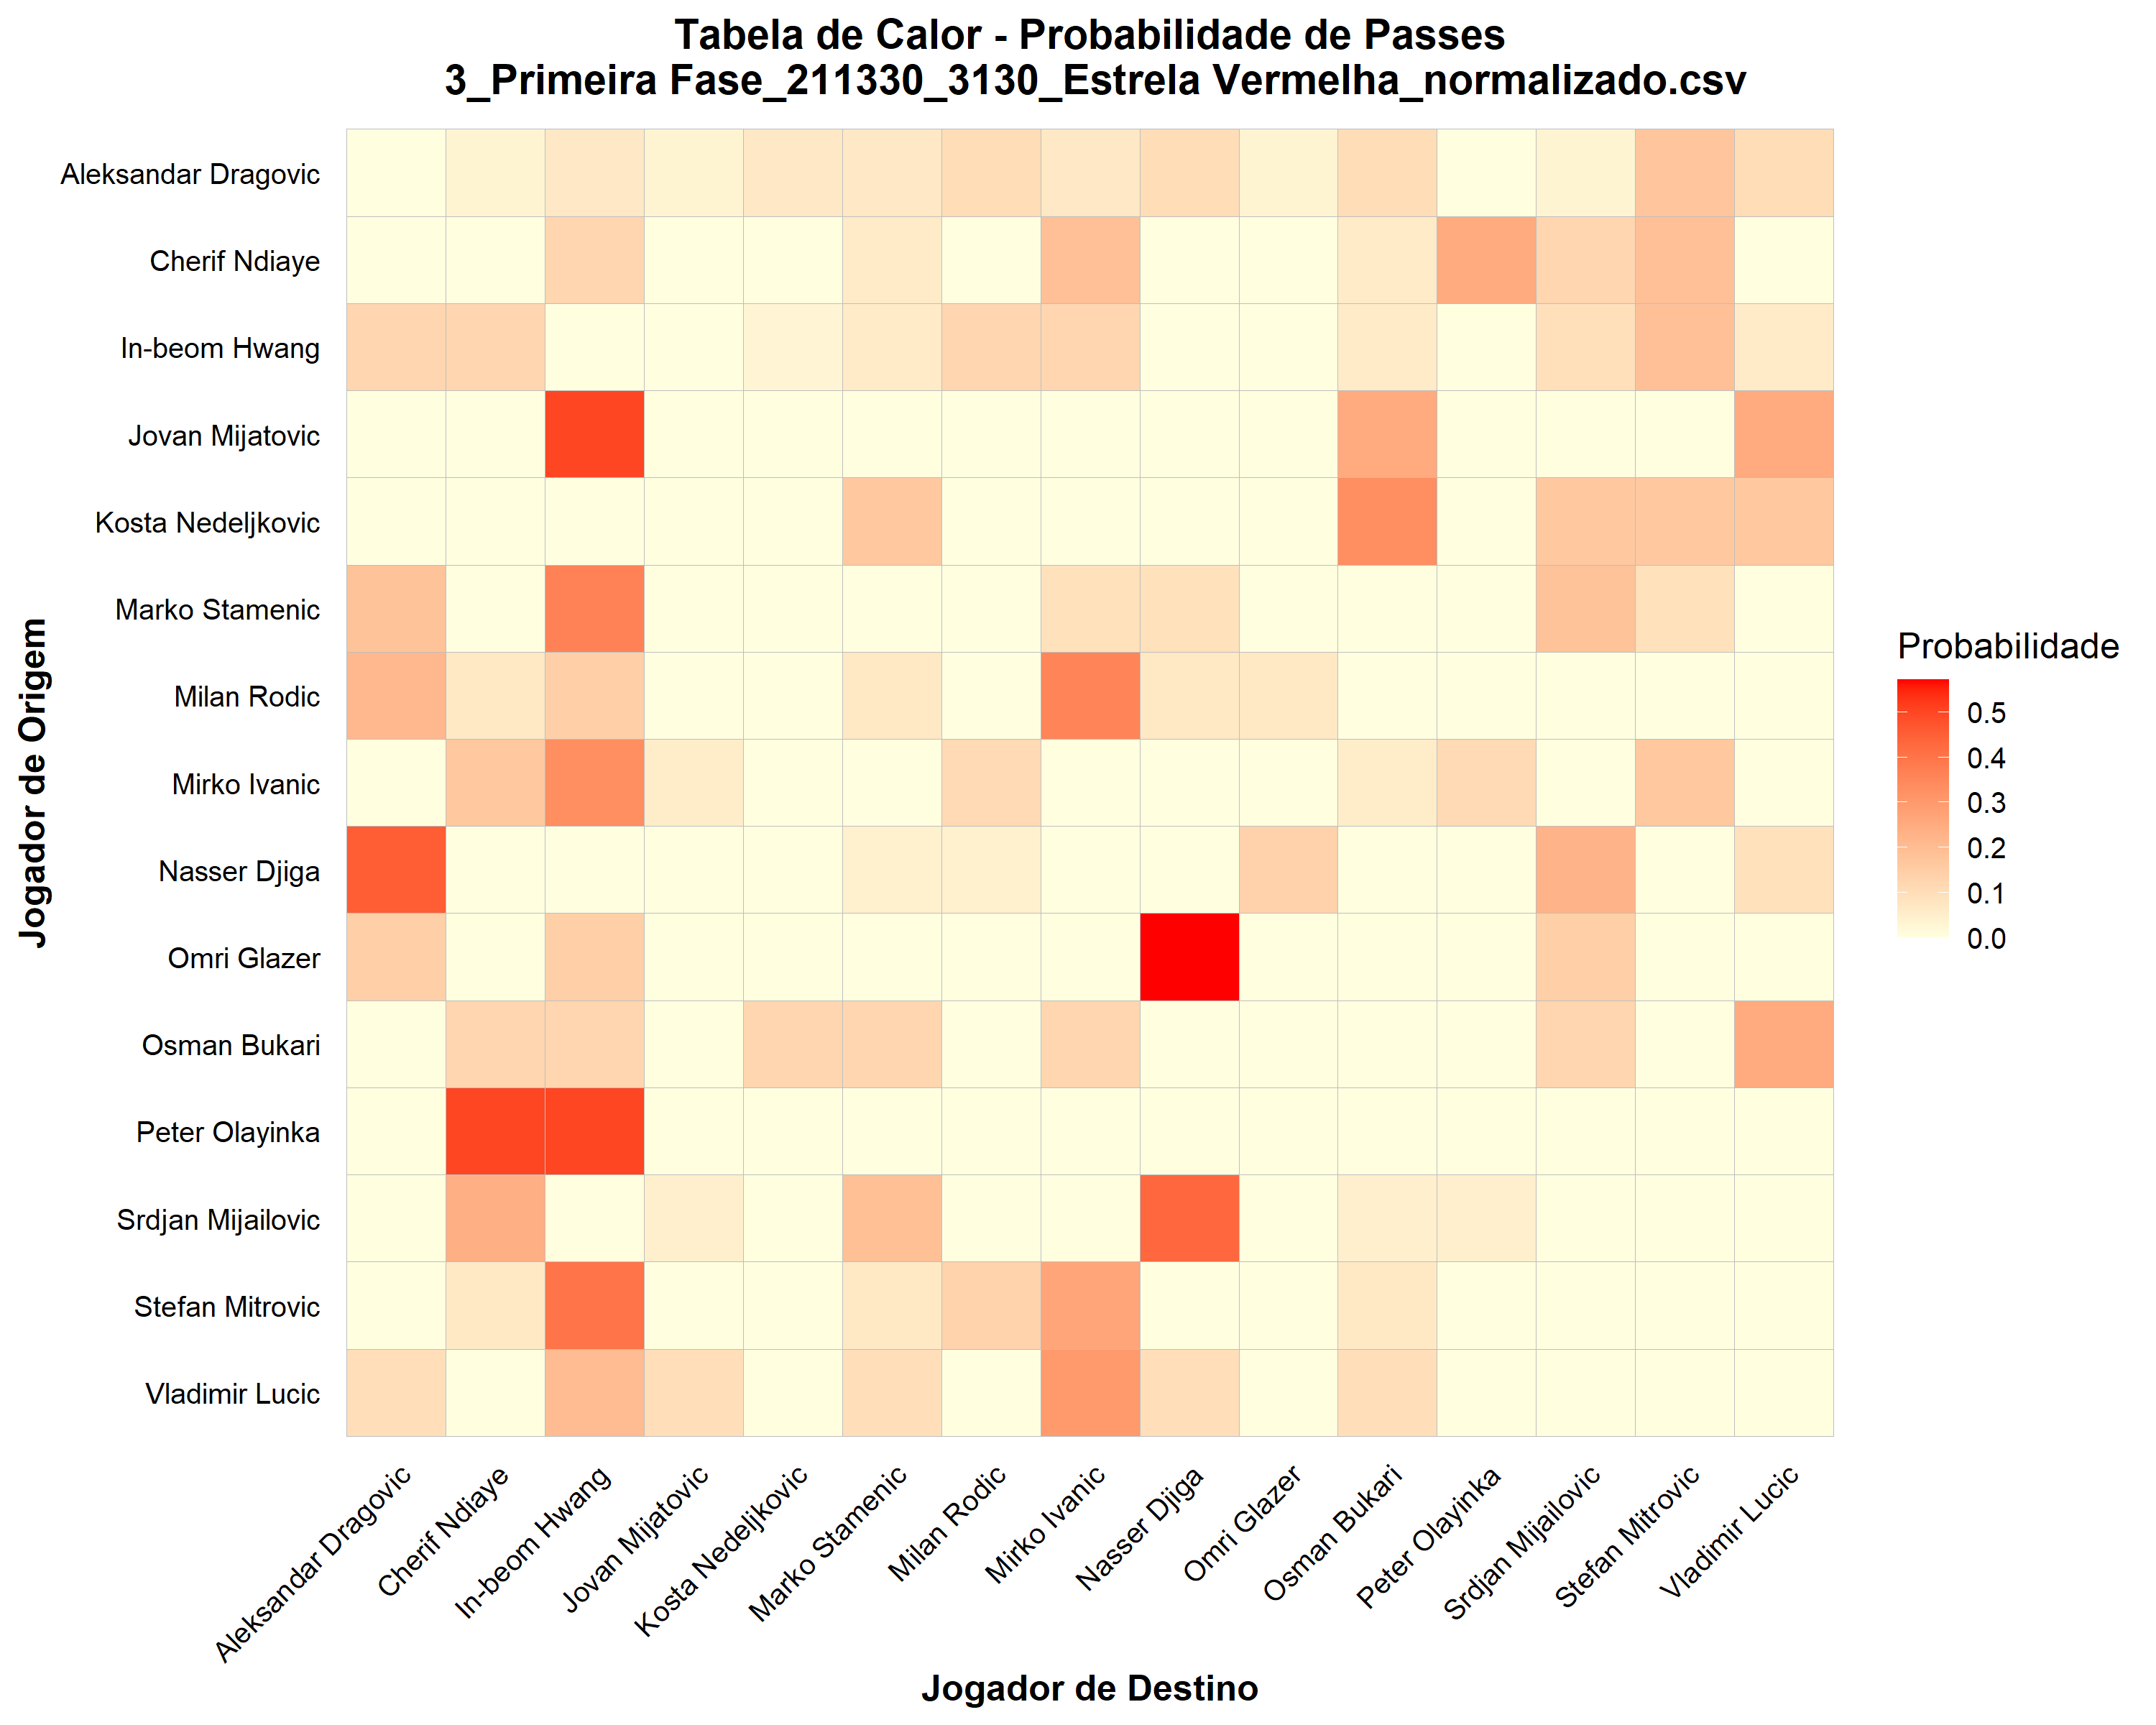 Tabela de Calor - Probabilidade de Passes
3_Primeira Fase_211330_3130_Estrela Vermelha_normalizado.csv
Jogador de Origem
Aleksandar Dragovic
Cherif Ndiaye
In-beom Hwang
Jovan Mijatovic
Kosta Nedeljkovic
Marko Stamenic
Milan Rodic
Mirko Ivanic
Nasser Djiga
Omri Glazer
Osman Bukari
Peter Olayinka
Srdjan Mijailovic
Stefan Mitrovic
Vladimir Lucic
Aleksandar Dragovic
Cherif Ndiaye
In-beom Hwang
Jovan Mijatovic
Kosta Nedeljkovic
Marko Stamenic
Milan Rodic
Mirko Ivanic
Nasser Djiga
Omri Glazer
Osman Bukari
Peter Olayinka
Srdjan Mijailovic
Stefan Mitrovic
Vladimir Lucic
Jogador de Destino
Probabilidade
0.5
0.4
0.3
0.2
0.1
0.0